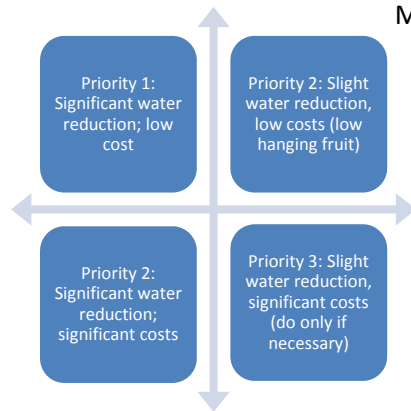 M
Priority 1:
Significant water
reduction; low
cost
Priority 2: Slight
water reduction,
low costs (low
hanging fruit)
Priority 2:
Significant water
reduction;
significant costs
Priority 3: Slight
water reduction,
significant costs
(do only if
necessary)